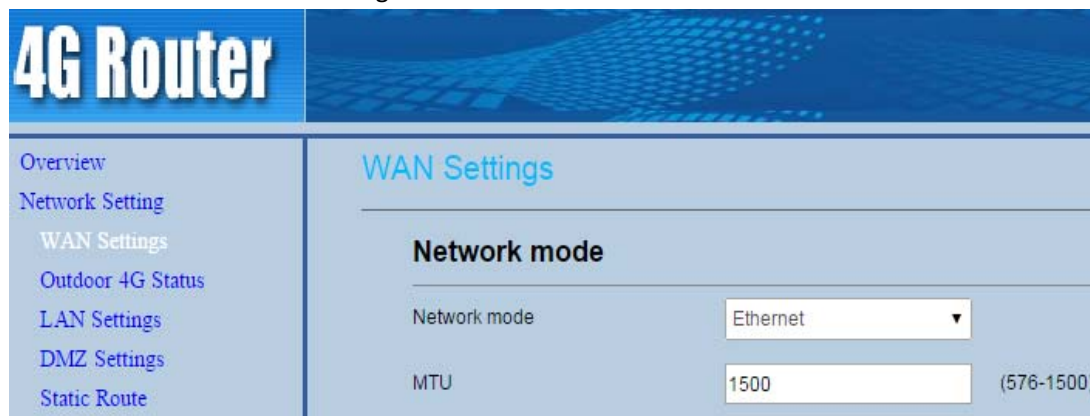 4G Router
Overview
Network Setting
WAN Settings
Outdoor 4G Status
LAN Settings
DMZ Settings
Static Route
WAN Settings
Network mode
Network mode Ethernet
MTU 1500 (576-1500